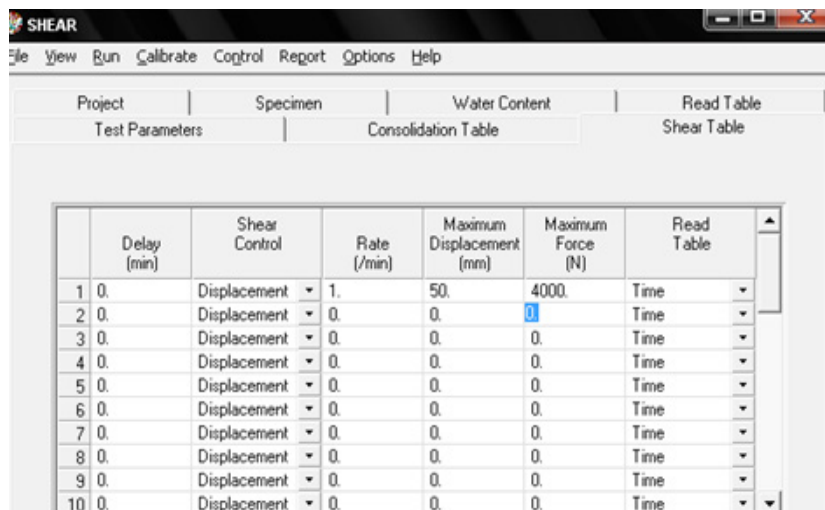 SHEAR
File View Run Calibrate Control Report Options Help
Project Specimen Water Content Read Table
Test Parameters Consolidation Table Shear Table
Delay (min) Shear Control Rate (/min) Maximum Displacement (mm) Maximum Force (N) Read Table
1 0. Displacement 1. 50. 4000. Time
2 0. Displacement 0. 0. 0. Time
3 0. Displacement 0. 0. 0. Time
4 0. Displacement 0. 0. 0. Time
5 0. Displacement 0. 0. 0. Time
6 0. Displacement 0. 0. 0. Time
7 0. Displacement 0. 0. 0. Time
8 0. Displacement 0. 0. 0. Time
9 0. Displacement 0. 0. 0. Time
10 0. Displacement 0. 0. 0. Time